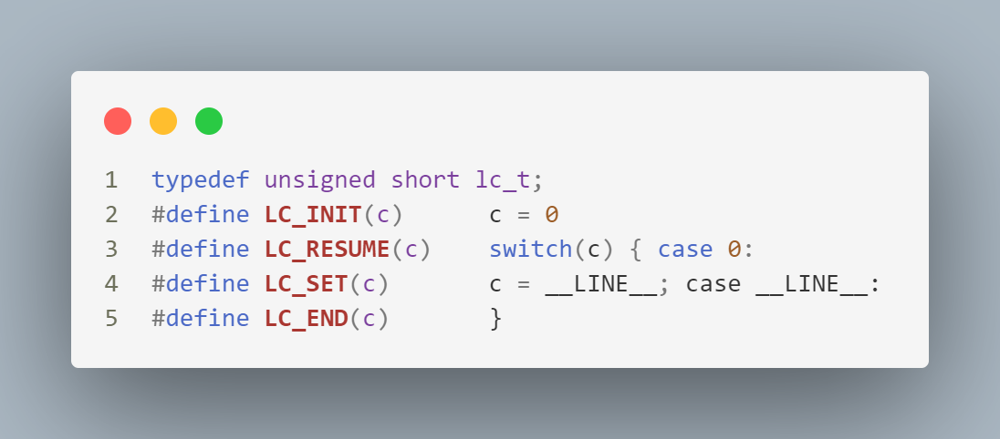 1 typedef unsigned short lc_t;
2 #define LC_INIT(c)      c = 0
3 #define LC_RESUME(c)    switch(c) { case 0:
4 #define LC_SET(c)       c = __LINE__; case __LINE__:
5 #define LC_END(c)       }